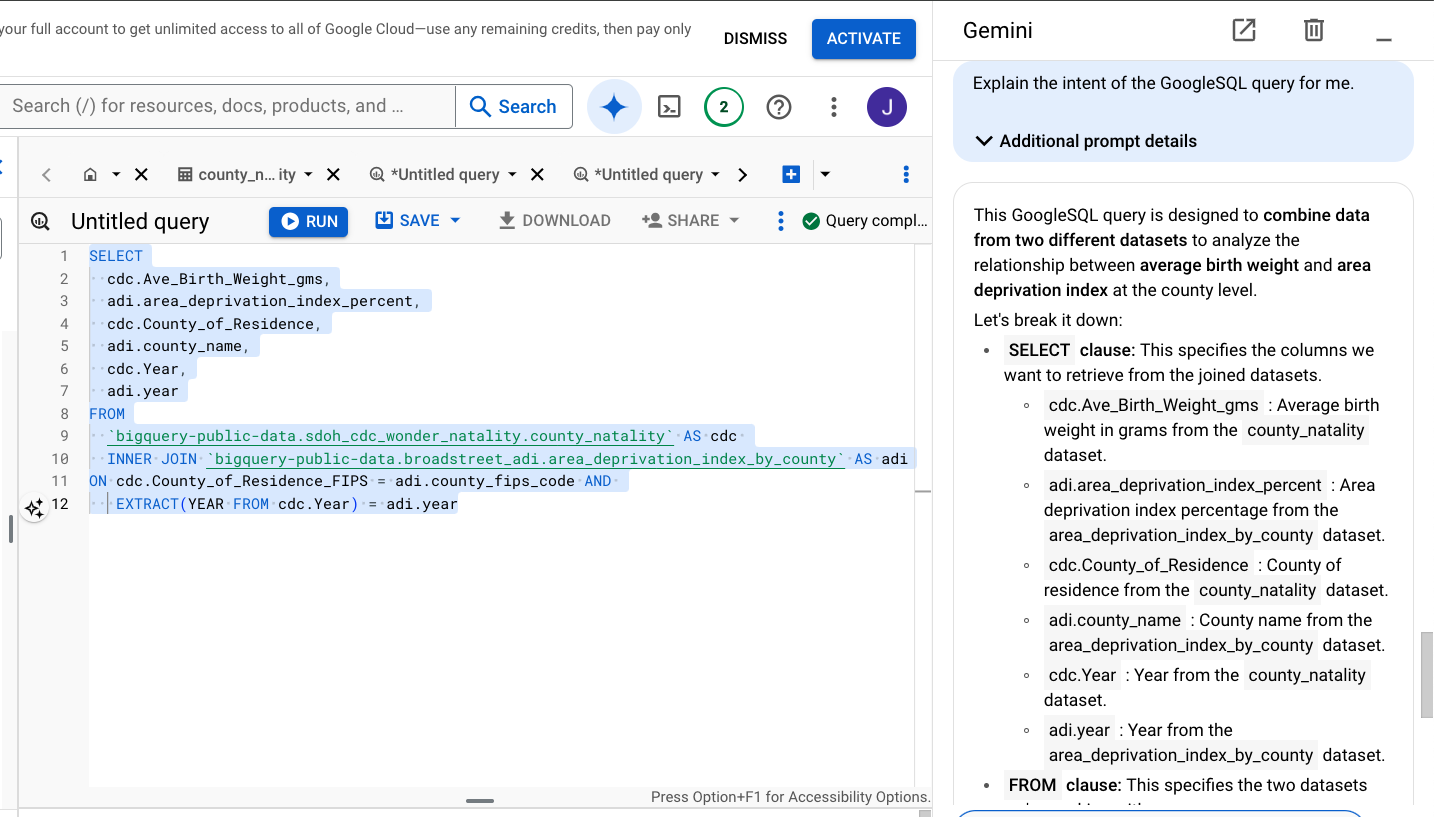 your full account to get unlimited access to all of Google Cloud—use any remaining credits, then pay only
DISMISS
ACTIVATE
Search (/) for resources, docs, products, and ...
Search
2
J
county_n... ity
*Untitled query
*Untitled query
Untitled query
RUN
SAVE
DOWNLOAD
SHARE
Query compl...
1 SELECT
2 cdc.Ave_Birth_Weight_gms,
3 adi.area_deprivation_index_percent,
4 cdc.County_of_Residence,
5 adi.county_name,
6 cdc.Year,
7 adi.year
8 FROM
9 `bigquery-public-data.sdoh_cdc_wonder_natality.county_natality` AS cdc
10 INNER JOIN `bigquery-public-data.broadstreet_adi.area_deprivation_index_by_county` AS adi
11 ON cdc.County_of_Residence_FIPS = adi.county_fips_code AND
12 EXTRACT(YEAR FROM cdc.Year) = adi.year
Press Option+F1 for Accessibility Options.
Gemini
Explain the intent of the GoogleSQL query for me.
Additional prompt details
This GoogleSQL query is designed to combine data
from two different datasets to analyze the
relationship between average birth weight and area
deprivation index at the county level.
Let's break it down:
• SELECT clause: This specifies the columns we
want to retrieve from the joined datasets.
◦ cdc.Ave_Birth_Weight_gms : Average birth
weight in grams from the county_natality
dataset.
◦ adi.area_deprivation_index_percent : Area
deprivation index percentage from the
area_deprivation_index_by_county dataset.
◦ cdc.County_of_Residence : County of
residence from the county_natality dataset.
◦ adi.county_name : County name from the
area_deprivation_index_by_county dataset.
◦ cdc.Year : Year from the county_natality
dataset.
◦ adi.year : Year from the
area_deprivation_index_by_county dataset.
• FROM clause: This specifies the two datasets